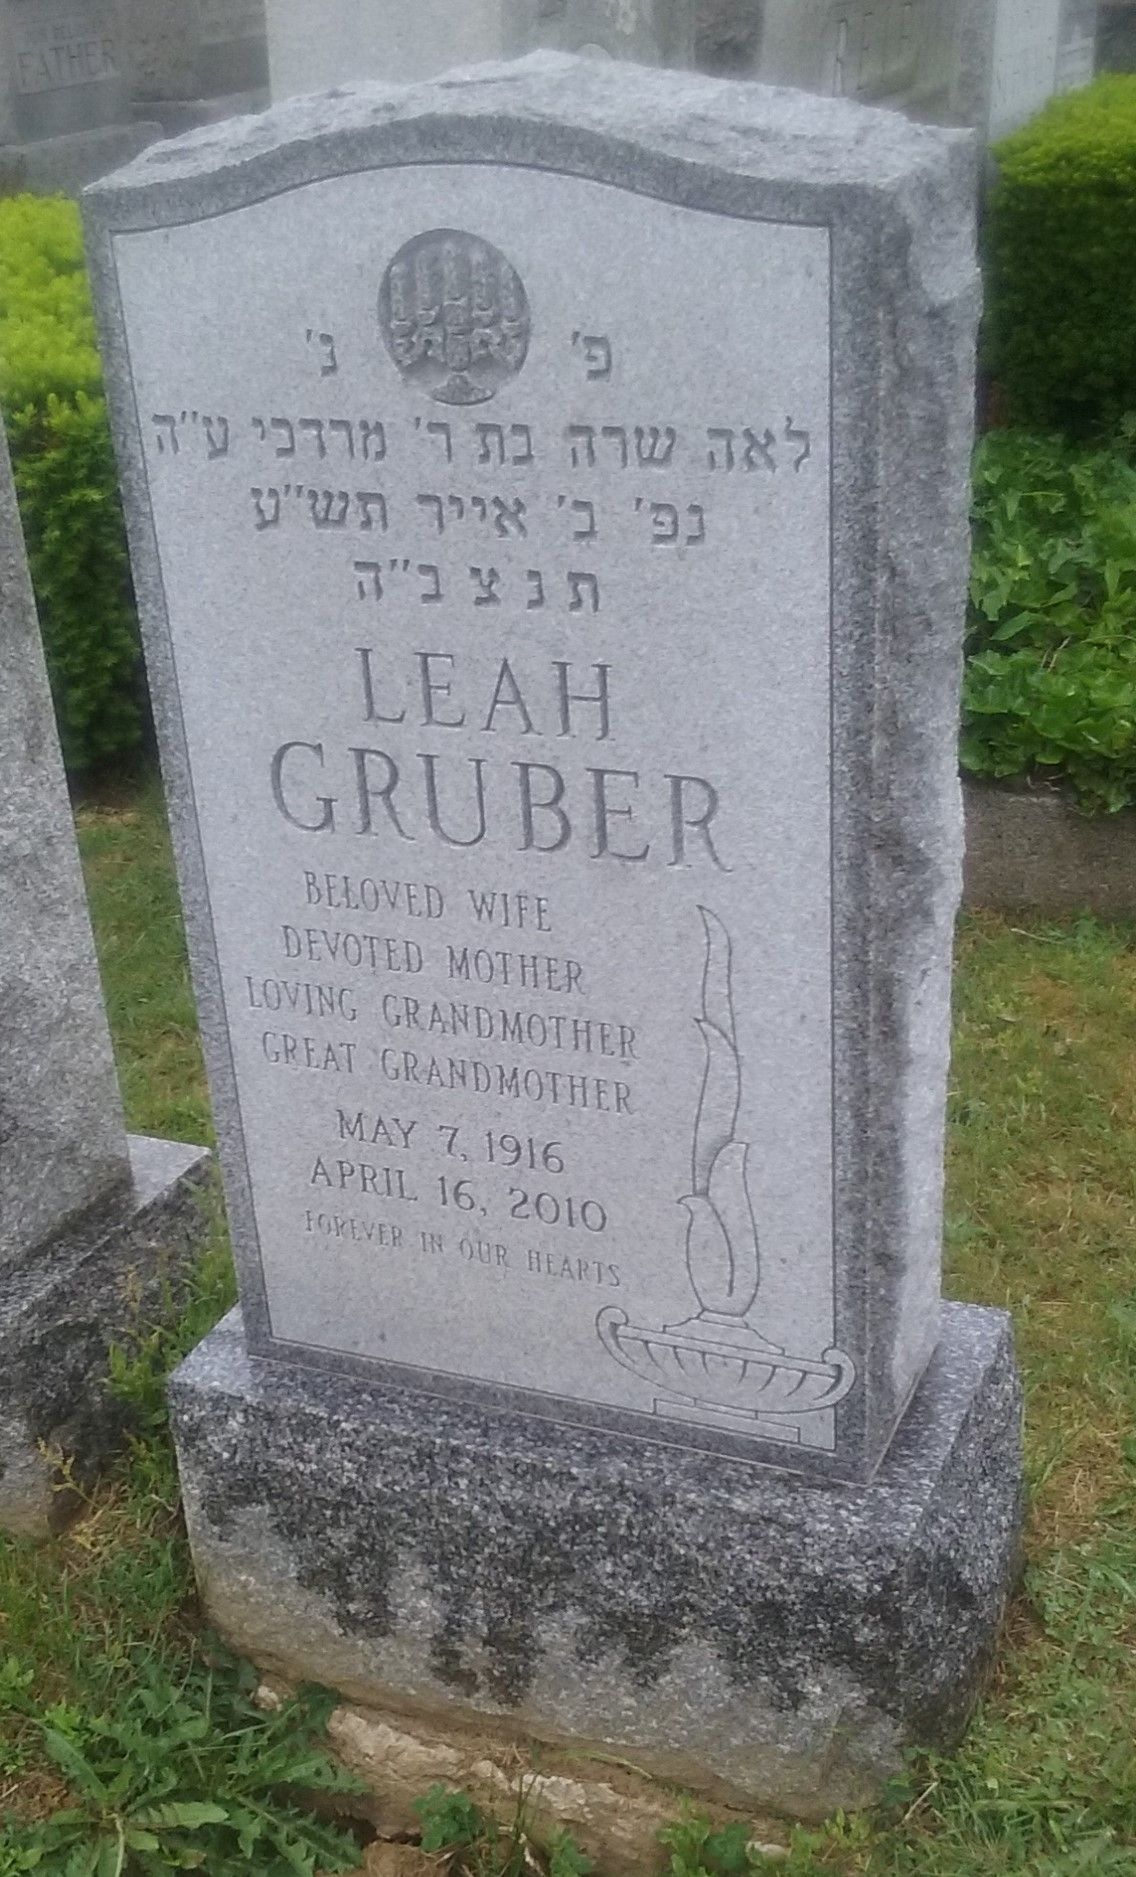 FATHER
פ' נ'
לאה שרה בת ר' מרדכי ע"ה
נפ' ב' אייר תש"ע
ת נ צ ב"ה
LEAH
GRUBER
BELOVED WIFE
DEVOTED MOTHER
LOVING GRANDMOTHER
GREAT GRANDMOTHER
MAY 7, 1916
APRIL 16, 2010
FOREVER IN OUR HEARTS